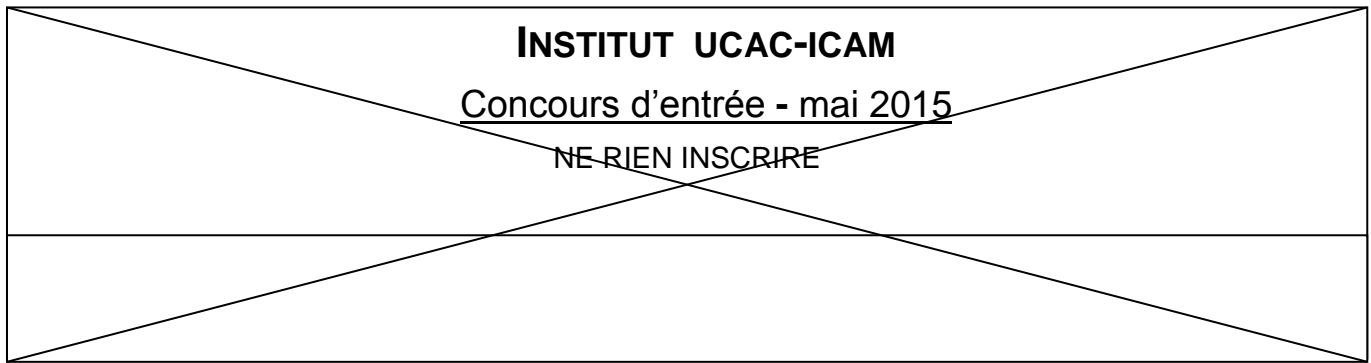 INSTITUT UCAC-ICAM
Concours d'entrée - mai 2015
NE RIEN INSCRIRE